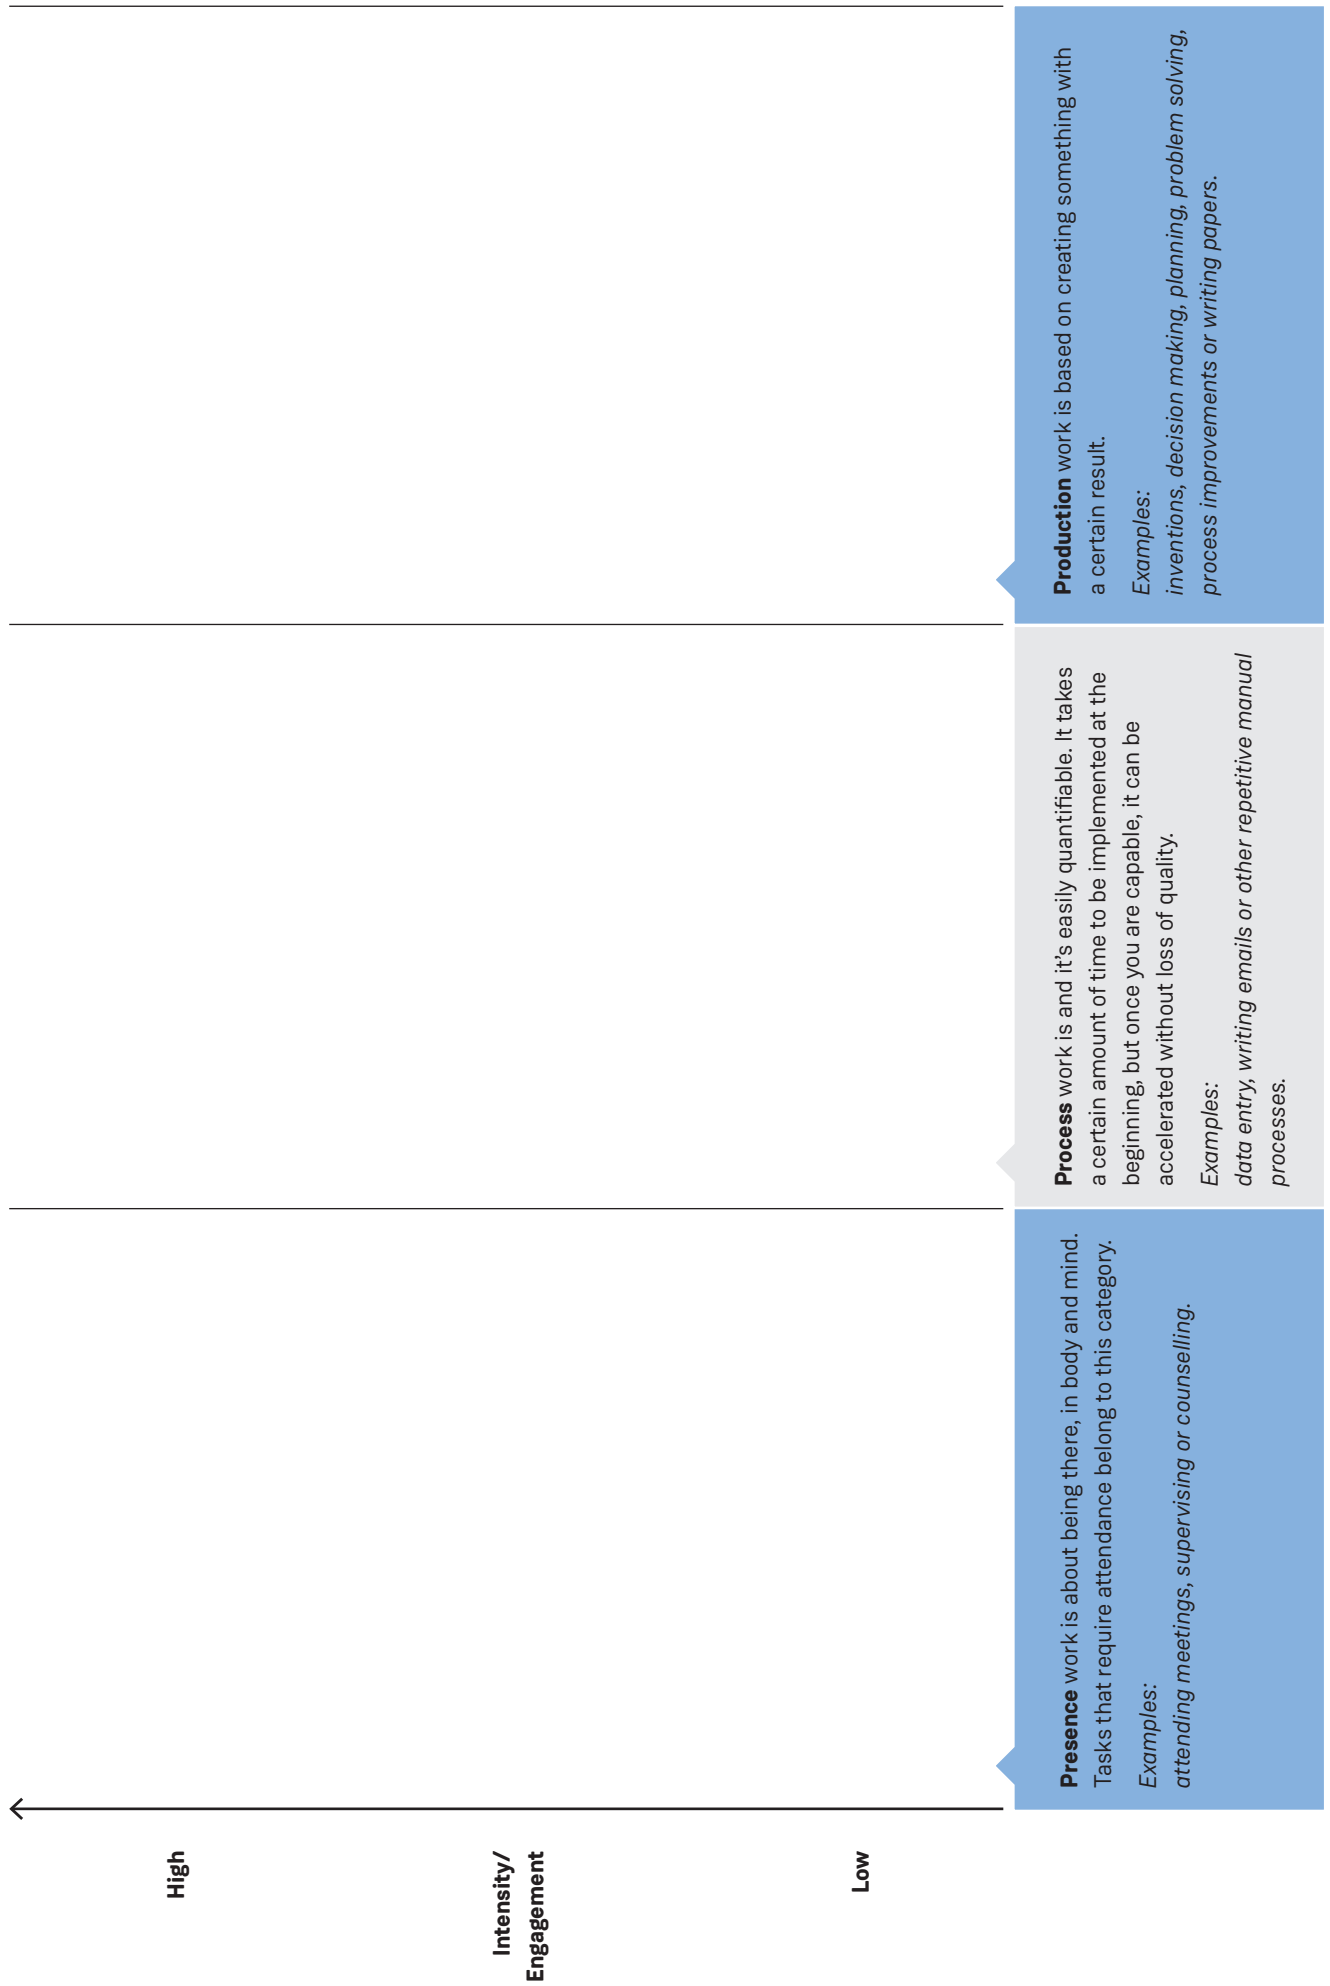 High
Intensity/
Engagement
Low
Presence work is about being there, in body and mind.
Tasks that require attendance belong to this category.
Examples:
attending meetings, supervising or counselling.
Process work is and it’s easily quantifiable. It takes
a certain amount of time to be implemented at the
beginning, but once you are capable, it can be
accelerated without loss of quality.
Examples:
data entry, writing emails or other repetitive manual
processes.
Production work is based on creating something with
a certain result.
Examples:
inventions, decision making, planning, problem solving,
process improvements or writing papers.